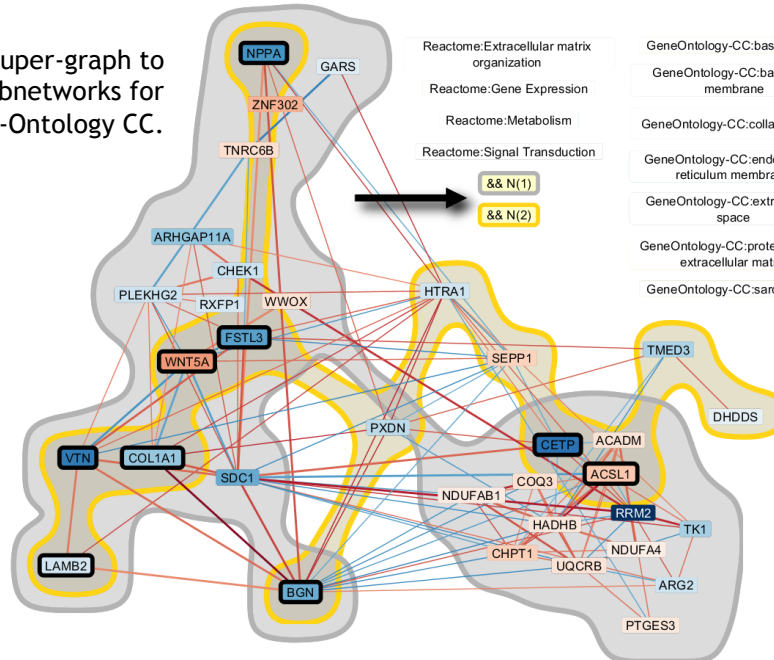 uper-graph to
bnetworks for
-Ontology CC.
Reactome:Extracellular matrix
organization
Reactome:Gene Expression
Reactome:Metabolism
Reactome:Signal Transduction
&& N(1)
&& N(2)
GeneOntology-CC:bas
GeneOntology-CC:ba
membrane
GeneOntology-CC:colla
GeneOntology-CC:endo
reticulum membra
GeneOntology-CC:extr
space
GeneOntology-CC:prote
extracellular mat
GeneOntology-CC:sar
NPPA
GARS
ZNF302
TNRC6B
ARHGAP11A
CHEK1
PLEKHG2
RXFP1
WWOX
HTRA1
FSTL3
WNT5A
SEPP1
TMED3
DHDDS
PXDN
VTN
COL1A1
SDC1
CETP
ACADM
ACSL1
COQ3
NDUFAB1
RRM2
HADHB
TK1
CHPT1
NDUFA4
UQCRB
LAMB2
BGN
ARG2
PTGES3